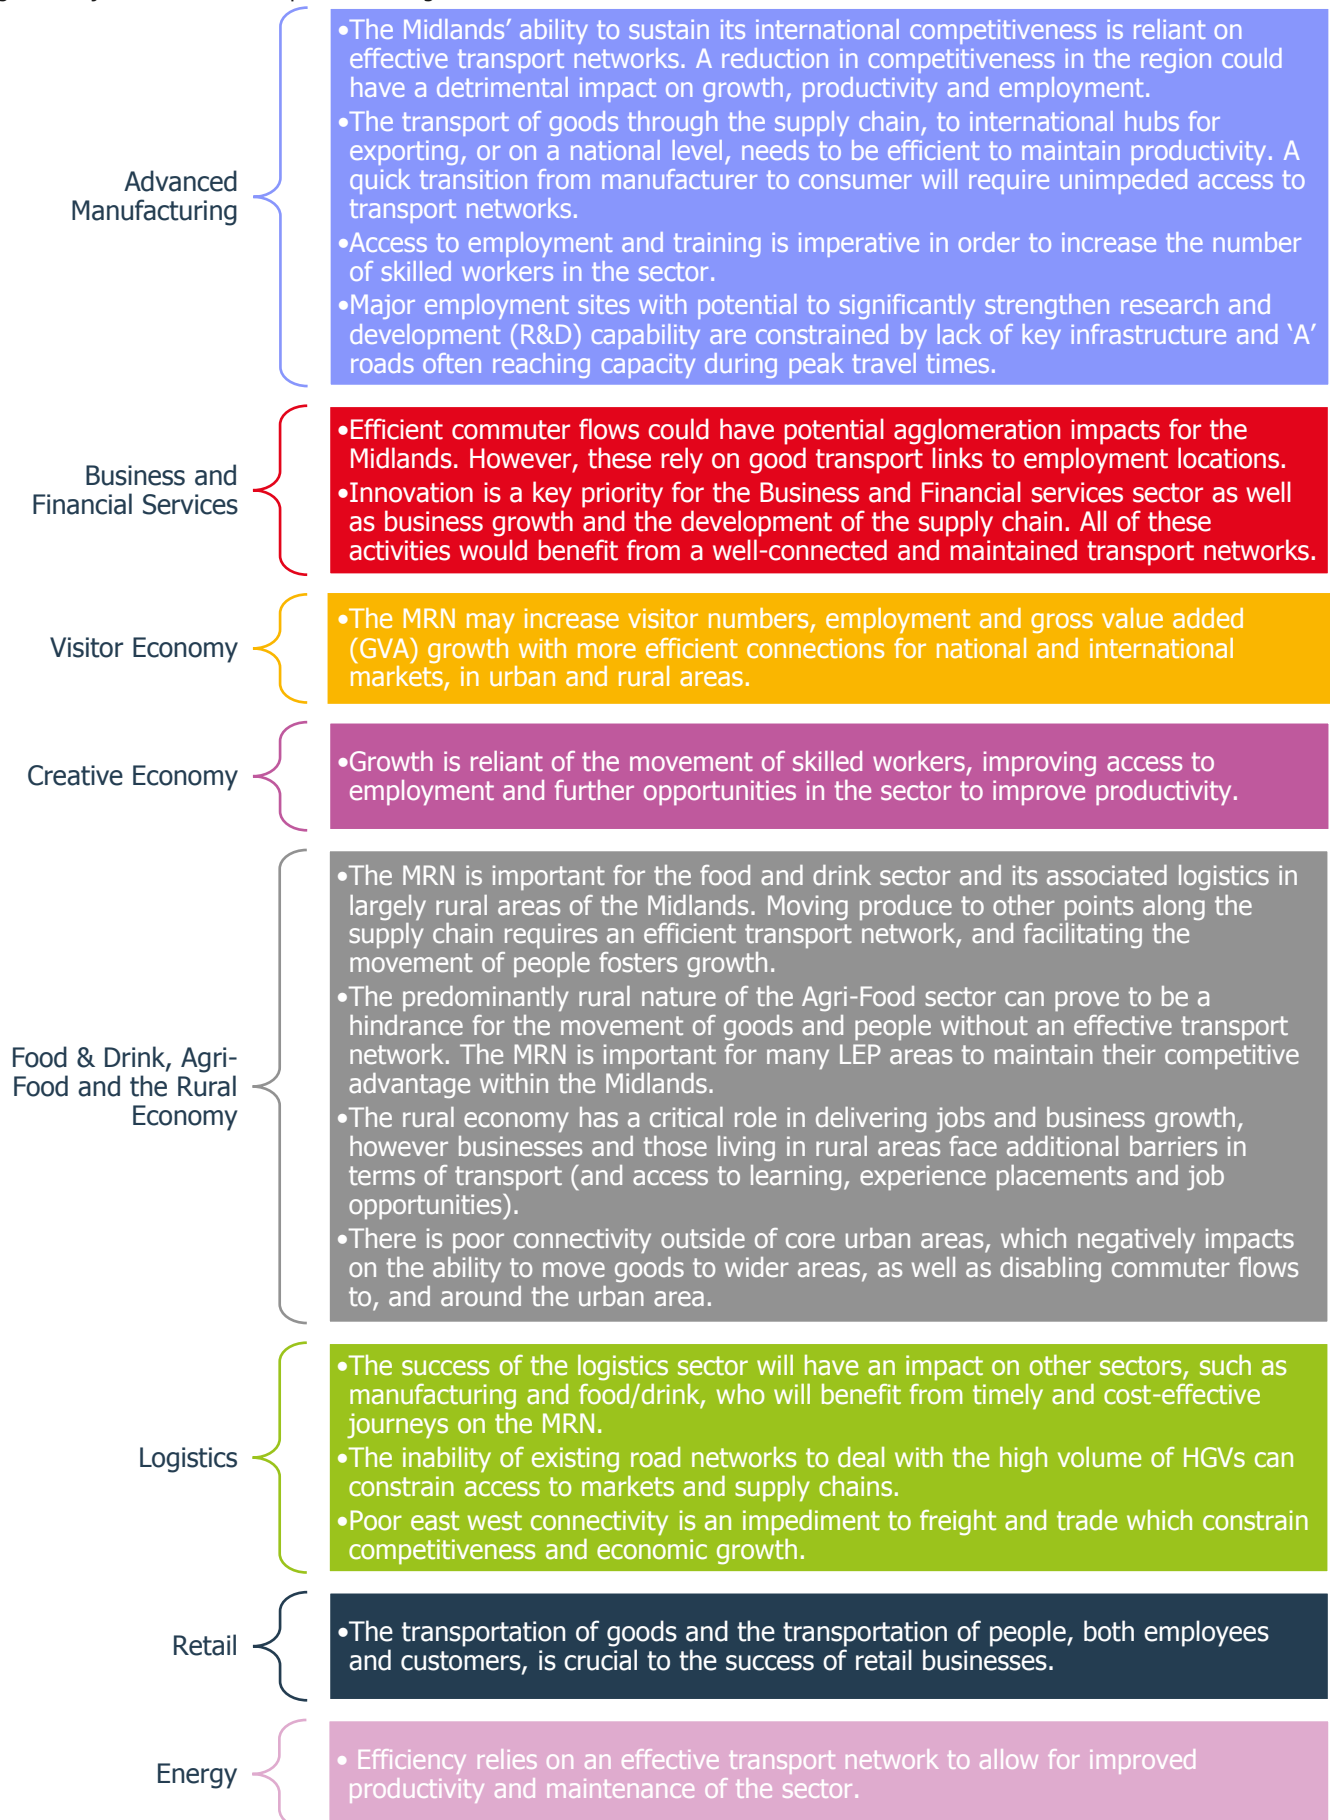 Advanced
Manufacturing
•The Midlands’ ability to sustain its international competitiveness is reliant on
effective transport networks. A reduction in competitiveness in the region could
have a detrimental impact on growth, productivity and employment.
•The transport of goods through the supply chain, to international hubs for
exporting, or on a national level, needs to be efficient to maintain productivity. A
quick transition from manufacturer to consumer will require unimpeded access to
transport networks.
•Access to employment and training is imperative in order to increase the number
of skilled workers in the sector.
•Major employment sites with potential to significantly strengthen research and
development (R&D) capability are constrained by lack of key infrastructure and ‘A’
roads often reaching capacity during peak travel times.
Business and
Financial Services
•Efficient commuter flows could have potential agglomeration impacts for the
Midlands. However, these rely on good transport links to employment locations.
•Innovation is a key priority for the Business and Financial services sector as well
as business growth and the development of the supply chain. All of these
activities would benefit from a well-connected and maintained transport networks.
Visitor Economy
•The MRN may increase visitor numbers, employment and gross value added
(GVA) growth with more efficient connections for national and international
markets, in urban and rural areas.
Creative Economy
•Growth is reliant of the movement of skilled workers, improving access to
employment and further opportunities in the sector to improve productivity.
Food & Drink, Agri-
Food and the Rural
Economy
•The MRN is important for the food and drink sector and its associated logistics in
largely rural areas of the Midlands. Moving produce to other points along the
supply chain requires an efficient transport network, and facilitating the
movement of people fosters growth.
•The predominantly rural nature of the Agri-Food sector can prove to be a
hindrance for the movement of goods and people without an effective transport
network. The MRN is important for many LEP areas to maintain their competitive
advantage within the Midlands.
•The rural economy has a critical role in delivering jobs and business growth,
however businesses and those living in rural areas face additional barriers in
terms of transport (and access to learning, experience placements and job
opportunities).
•There is poor connectivity outside of core urban areas, which negatively impacts
on the ability to move goods to wider areas, as well as disabling commuter flows
to, and around the urban area.
Logistics
•The success of the logistics sector will have an impact on other sectors, such as
manufacturing and food/drink, who will benefit from timely and cost-effective
journeys on the MRN.
•The inability of existing road networks to deal with the high volume of HGVs can
constrain access to markets and supply chains.
•Poor east west connectivity is an impediment to freight and trade which constrain
competitiveness and economic growth.
Retail
•The transportation of goods and the transportation of people, both employees
and customers, is crucial to the success of retail businesses.
Energy
• Efficiency relies on an effective transport network to allow for improved
productivity and maintenance of the sector.